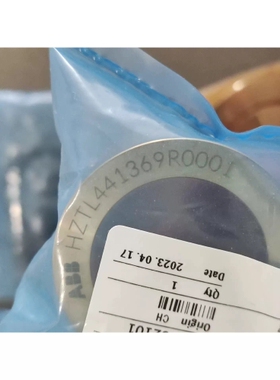 ABB HZTL441369R0001
Date 2023.04.17
Qty 1
Origin CH